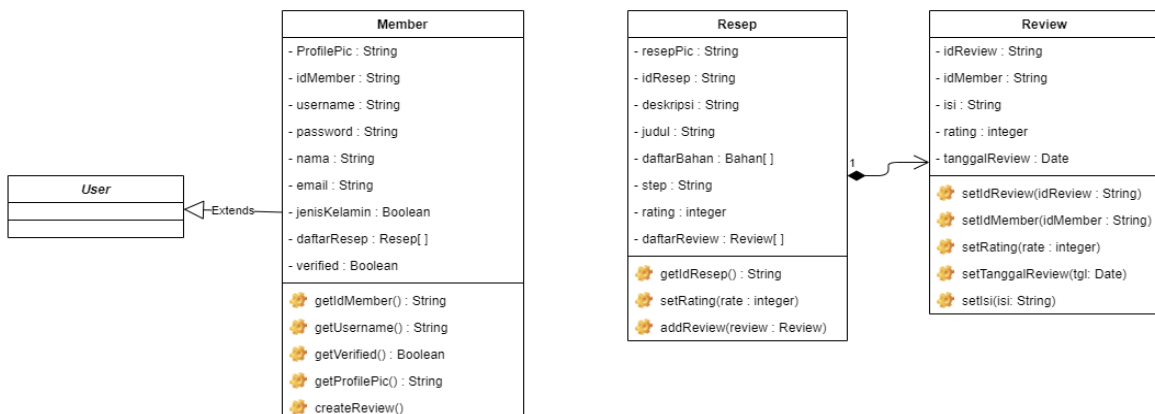 User
Extends
Member
- ProfilePic : String
- idMember : String
- username : String
- password : String
- nama : String
- email : String
- jenisKelamin : Boolean
- daftarResep : Resep[ ]
- verified : Boolean
getIdMember() : String
getUsername() : String
getVerified() : Boolean
getProfilePic() : String
createReview()
Resep
- resepPic : String
- idResep : String
- deskripsi : String
- judul : String
- daftarBahan : Bahan[ ]
- step : String
- rating : integer
- daftarReview : Review[ ]
getIdResep() : String
setRating(rate : integer)
addReview(review : Review)
1
Review
- idReview : String
- idMember : String
- isi : String
- rating : integer
- tanggalReview : Date
setIdReview(idReview : String)
setIdMember(idMember : String)
setRating(rate : integer)
setTanggalReview(tgl: Date)
setIsi(isi: String)